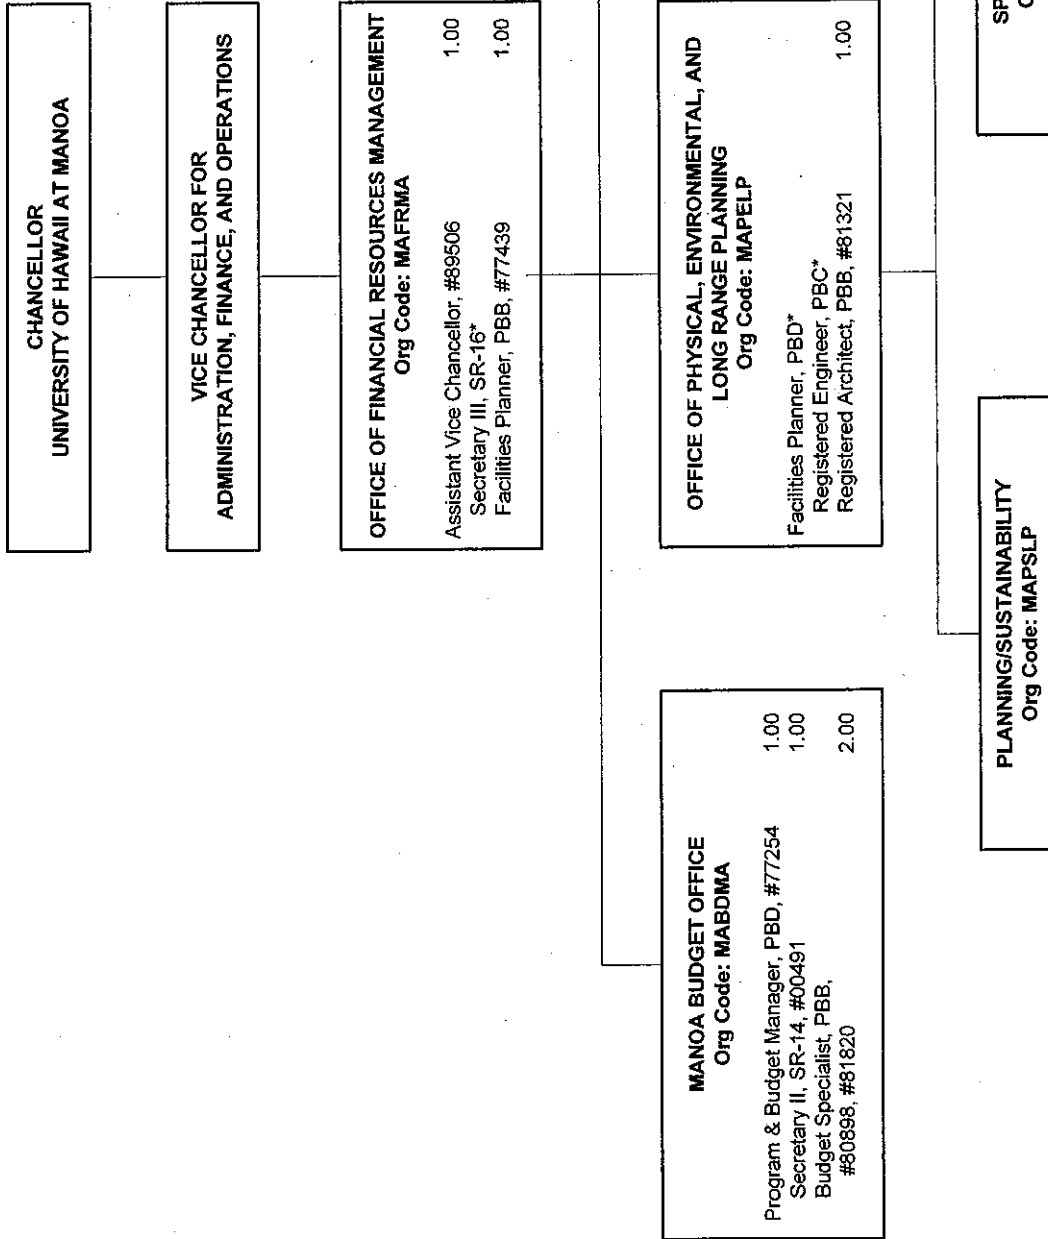 CHANCELLOR
UNIVERSITY OF HAWAII AT MANOA
VICE CHANCELLOR FOR
ADMINISTRATION, FINANCE, AND OPERATIONS
OFFICE OF FINANCIAL RESOURCES MANAGEMENT
Org Code: MAFRMA
Assistant Vice Chancellor, #89506 1.00
Secretary III, SR-16*
Facilities Planner, PBB, #77439 1.00
MANOA BUDGET OFFICE
Org Code: MABDMA
Program & Budget Manager, PBD, #77254 1.00
Secretary II, SR-14, #00491 1.00
Budget Specialist, PBB,
#80898, #81820 2.00
OFFICE OF PHYSICAL, ENVIRONMENTAL, AND
LONG RANGE PLANNING
Org Code: MAPELP
Facilities Planner, PBD*
Registered Engineer, PBC*
Registered Architect, PBB, #81321 1.00
PLANNING/SUSTAINABILITY
Org Code: MAPSLP